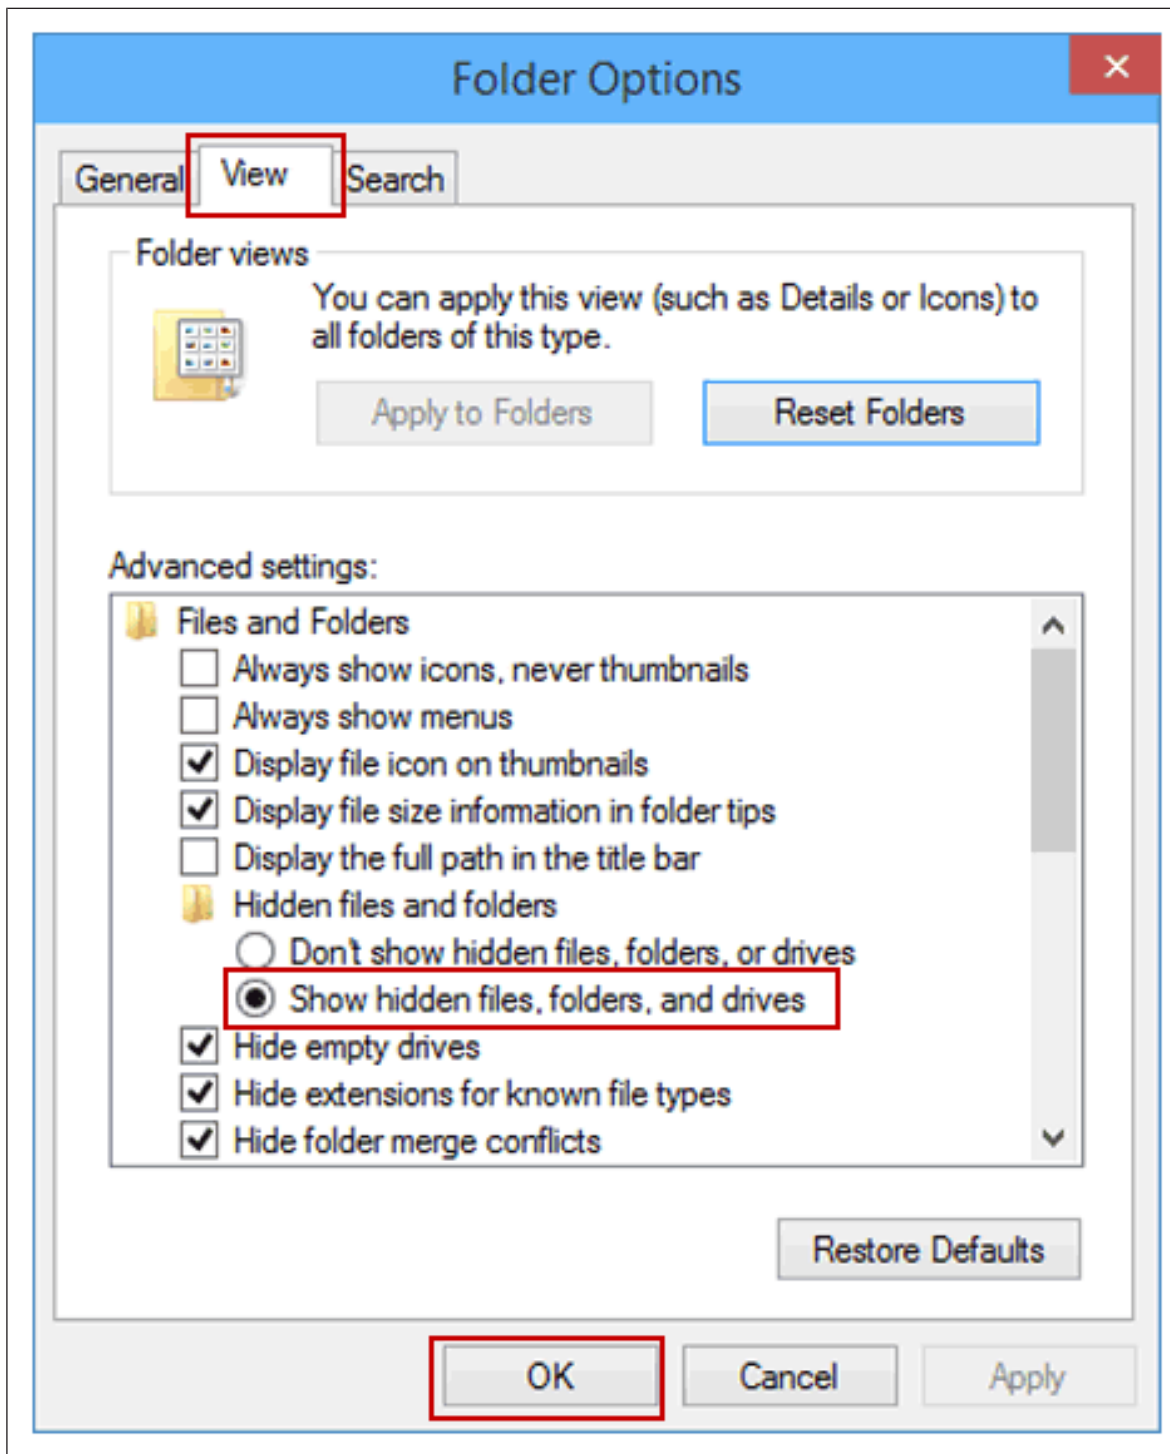 Folder Options
General View Search
Folder views
You can apply this view (such as Details or Icons) to
all folders of this type.
Apply to Folders Reset Folders
Advanced settings:
Files and Folders
Always show icons, never thumbnails
Always show menus
Display file icon on thumbnails
Display file size information in folder tips
Display the full path in the title bar
Hidden files and folders
Don't show hidden files, folders, or drives
Show hidden files, folders, and drives
Hide empty drives
Hide extensions for known file types
Hide folder merge conflicts
Restore Defaults
OK Cancel Apply